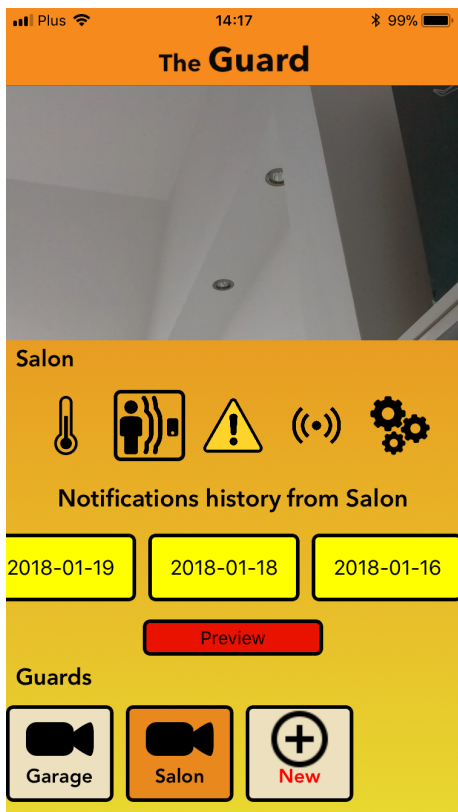 Plus 14:17 99%
The Guard
Salon
Notifications history from Salon
2018-01-19 2018-01-18 2018-01-16
Preview
Guards
Garage Salon New